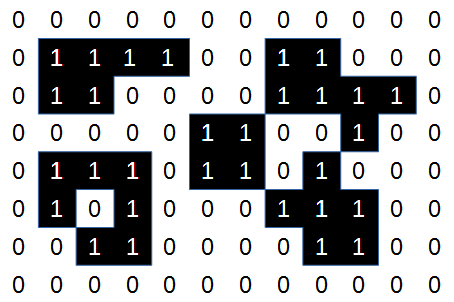 0 0 0 0 0 0 0 0 0 0 0 0
0 1 1 1 1 0 0 1 1 0 0 0
0 1 1 0 0 0 0 1 1 1 1 0
0 0 0 0 0 1 1 0 0 1 0 0
0 1 1 1 0 1 1 0 1 0 0 0
0 1 0 1 0 0 0 1 1 1 0 0
0 0 1 1 0 0 0 0 1 1 0 0
0 0 0 0 0 0 0 0 0 0 0 0